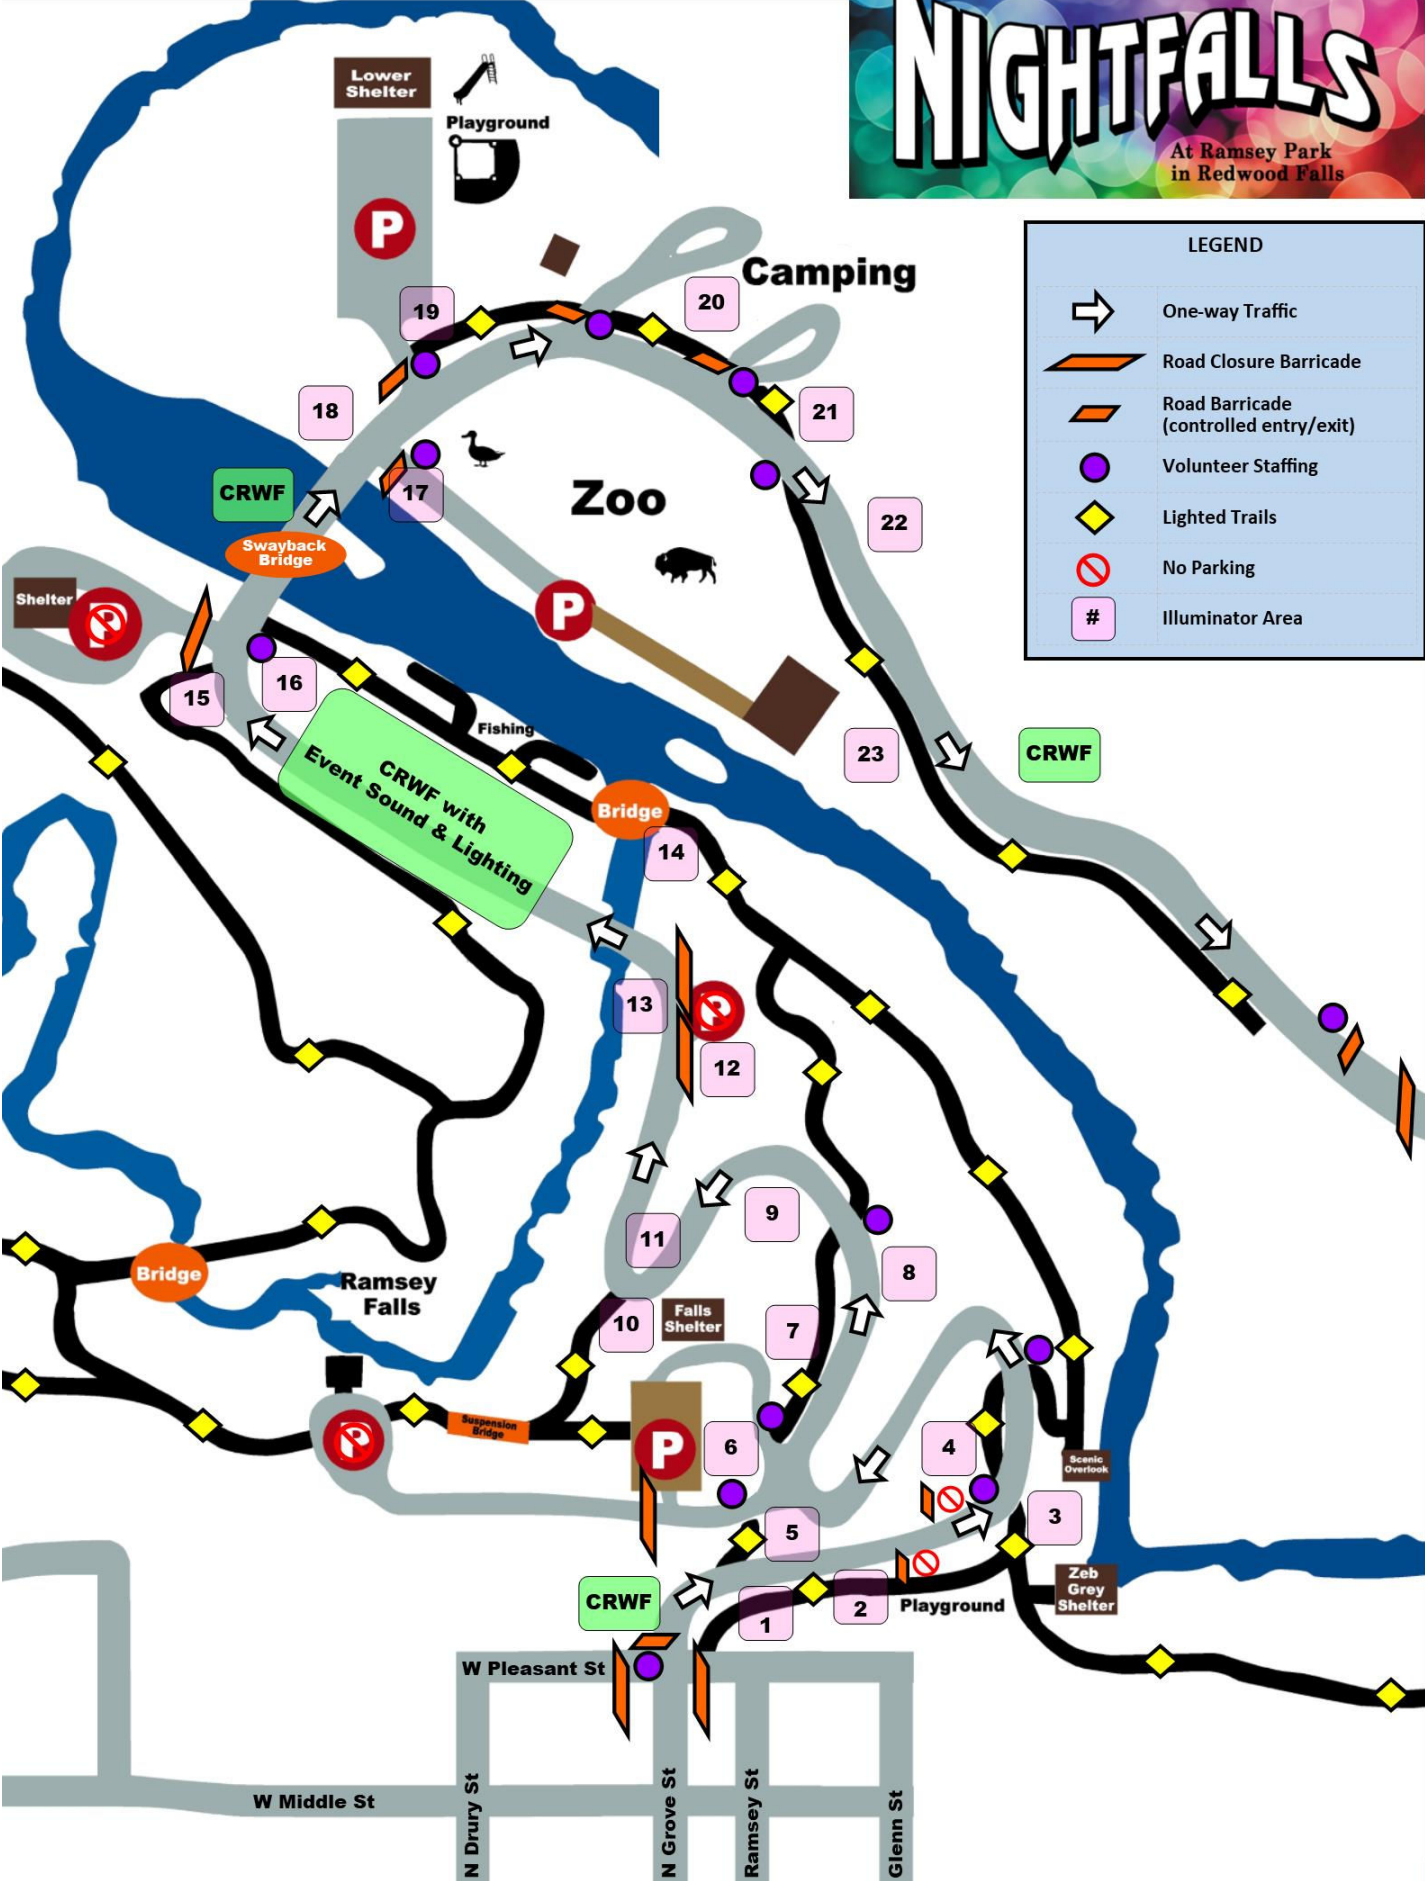 NIGHTFALLS
At Ramsey Park
in Redwood Falls
Lower
Shelter
Playground
P
LEGEND
One-way Traffic
Road Closure Barricade
Road Barricade
(controlled entry/exit)
Volunteer Staffing
Lighted Trails
No Parking
#
Illuminator Area
Camping
19
20
18
21
CRWF
17
Zoo
22
Swayback
Bridge
Shelter
P
P
15
16
Fishing
23
CRWF
CRWF with
Event Sound & Lighting
Bridge
14
13
P
12
9
11
8
Bridge
Ramsey
Falls
10
Falls
Shelter
7
P
Suspension
Bridge
P
6
4
Scenic
Overlook
3
5
CRWF
1
2
Playground
Zeb
Grey
Shelter
W Pleasant St
W Middle St
N Drury St
N Grove St
Ramsey St
Glenn St